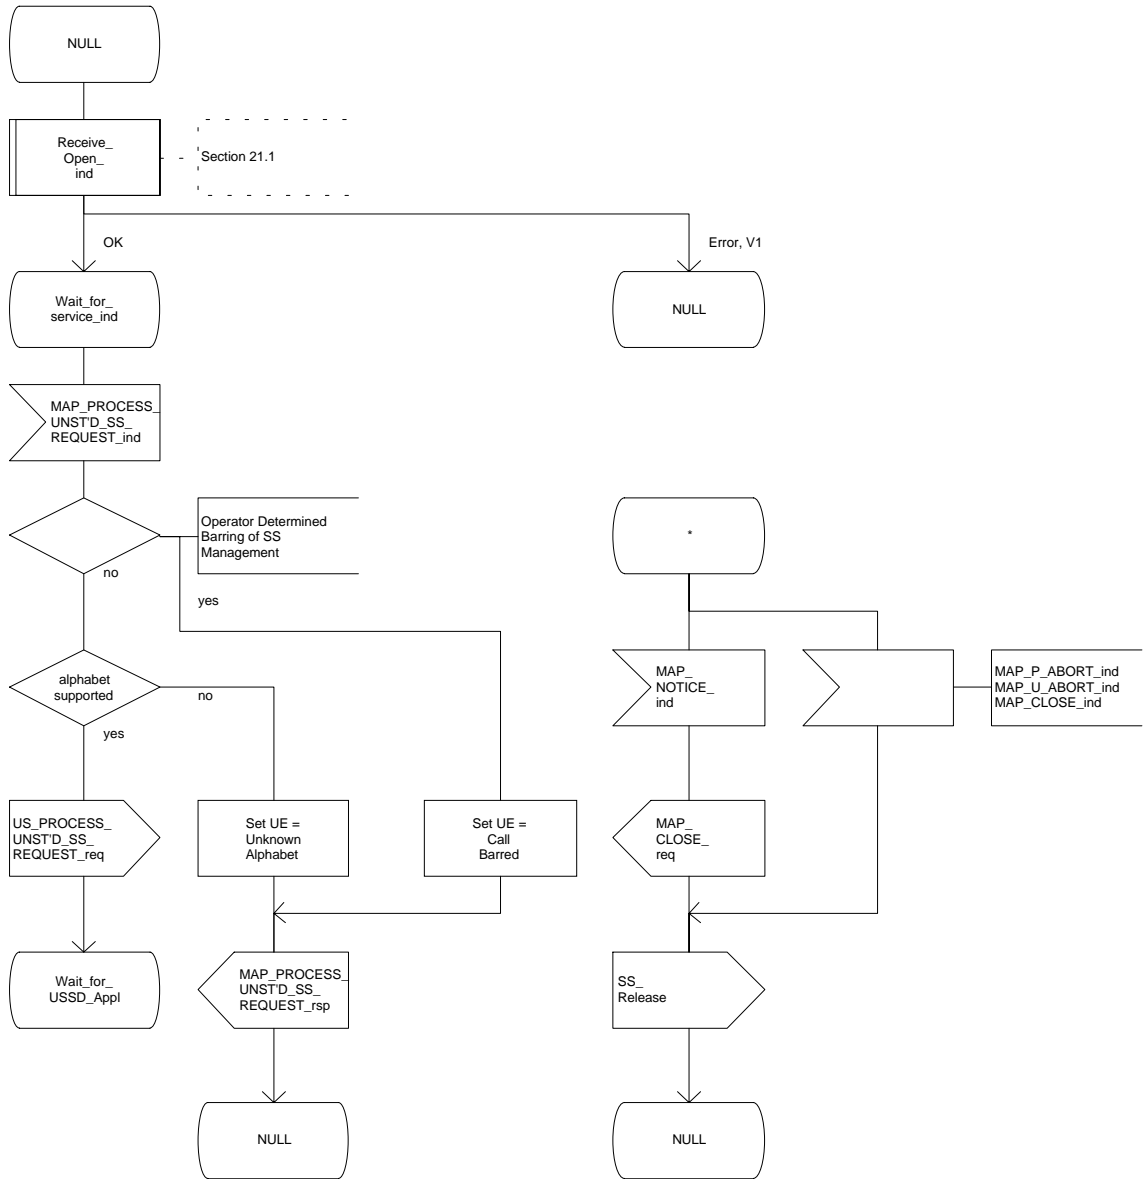 NULL
Receive_
Open_
ind
Section 21.1
OK
Error, V1
Wait_for_
service_ind
NULL
MAP_PROCESS_
UNST'D_SS_
REQUEST_ind
Operator Determined
Barring of SS
Management
*
no
yes
alphabet
supported
no
yes
MAP_
NOTICE_
ind
MAP_P_ABORT_ind
MAP_U_ABORT_ind
MAP_CLOSE_ind
US_PROCESS_
UNST'D_SS_
REQUEST_req
Set UE =
Unknown
Alphabet
Set UE =
Call
Barred
MAP_
CLOSE_
req
Wait_for_
USSD_Appl
MAP_PROCESS_
UNST'D_SS_
REQUEST_rsp
SS_
Release
NULL
NULL